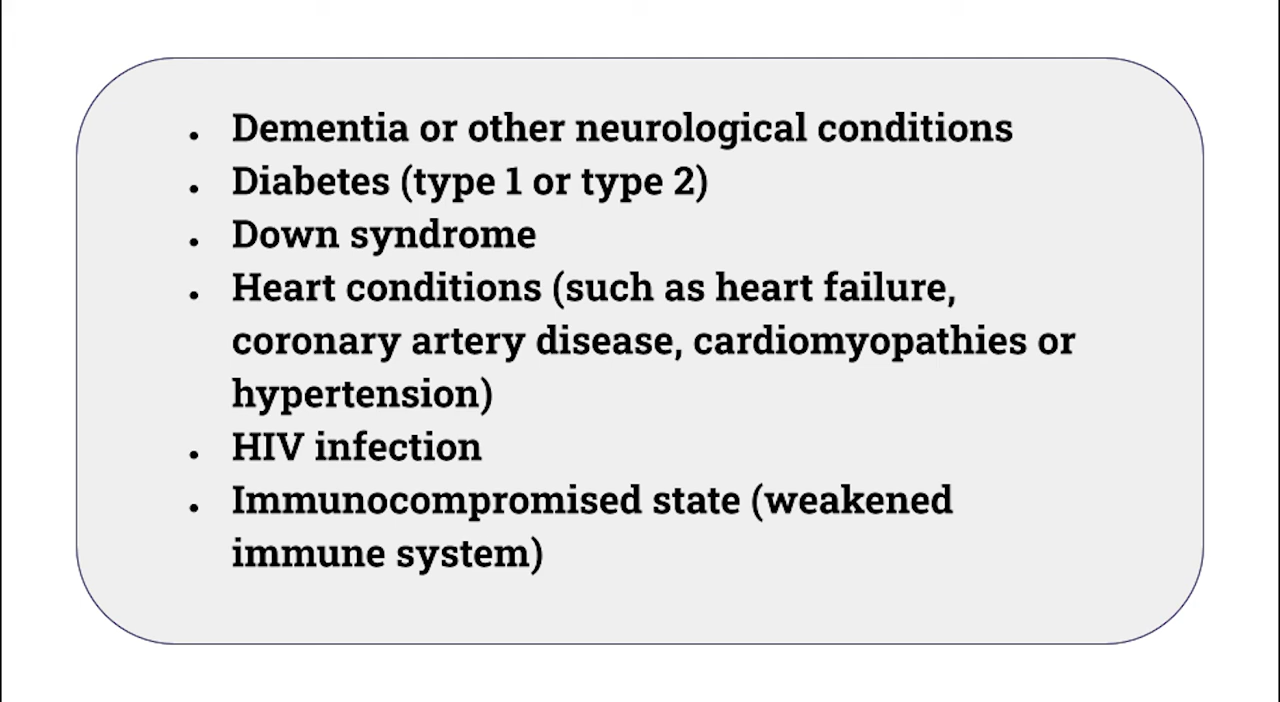 . Dementia or other neurological conditions
. Diabetes (type 1 or type 2)
. Down syndrome
. Heart conditions (such as heart failure,
coronary artery disease, cardiomyopathies or
hypertension)
. HIV infection
. Immunocompromised state (weakened
immune system)